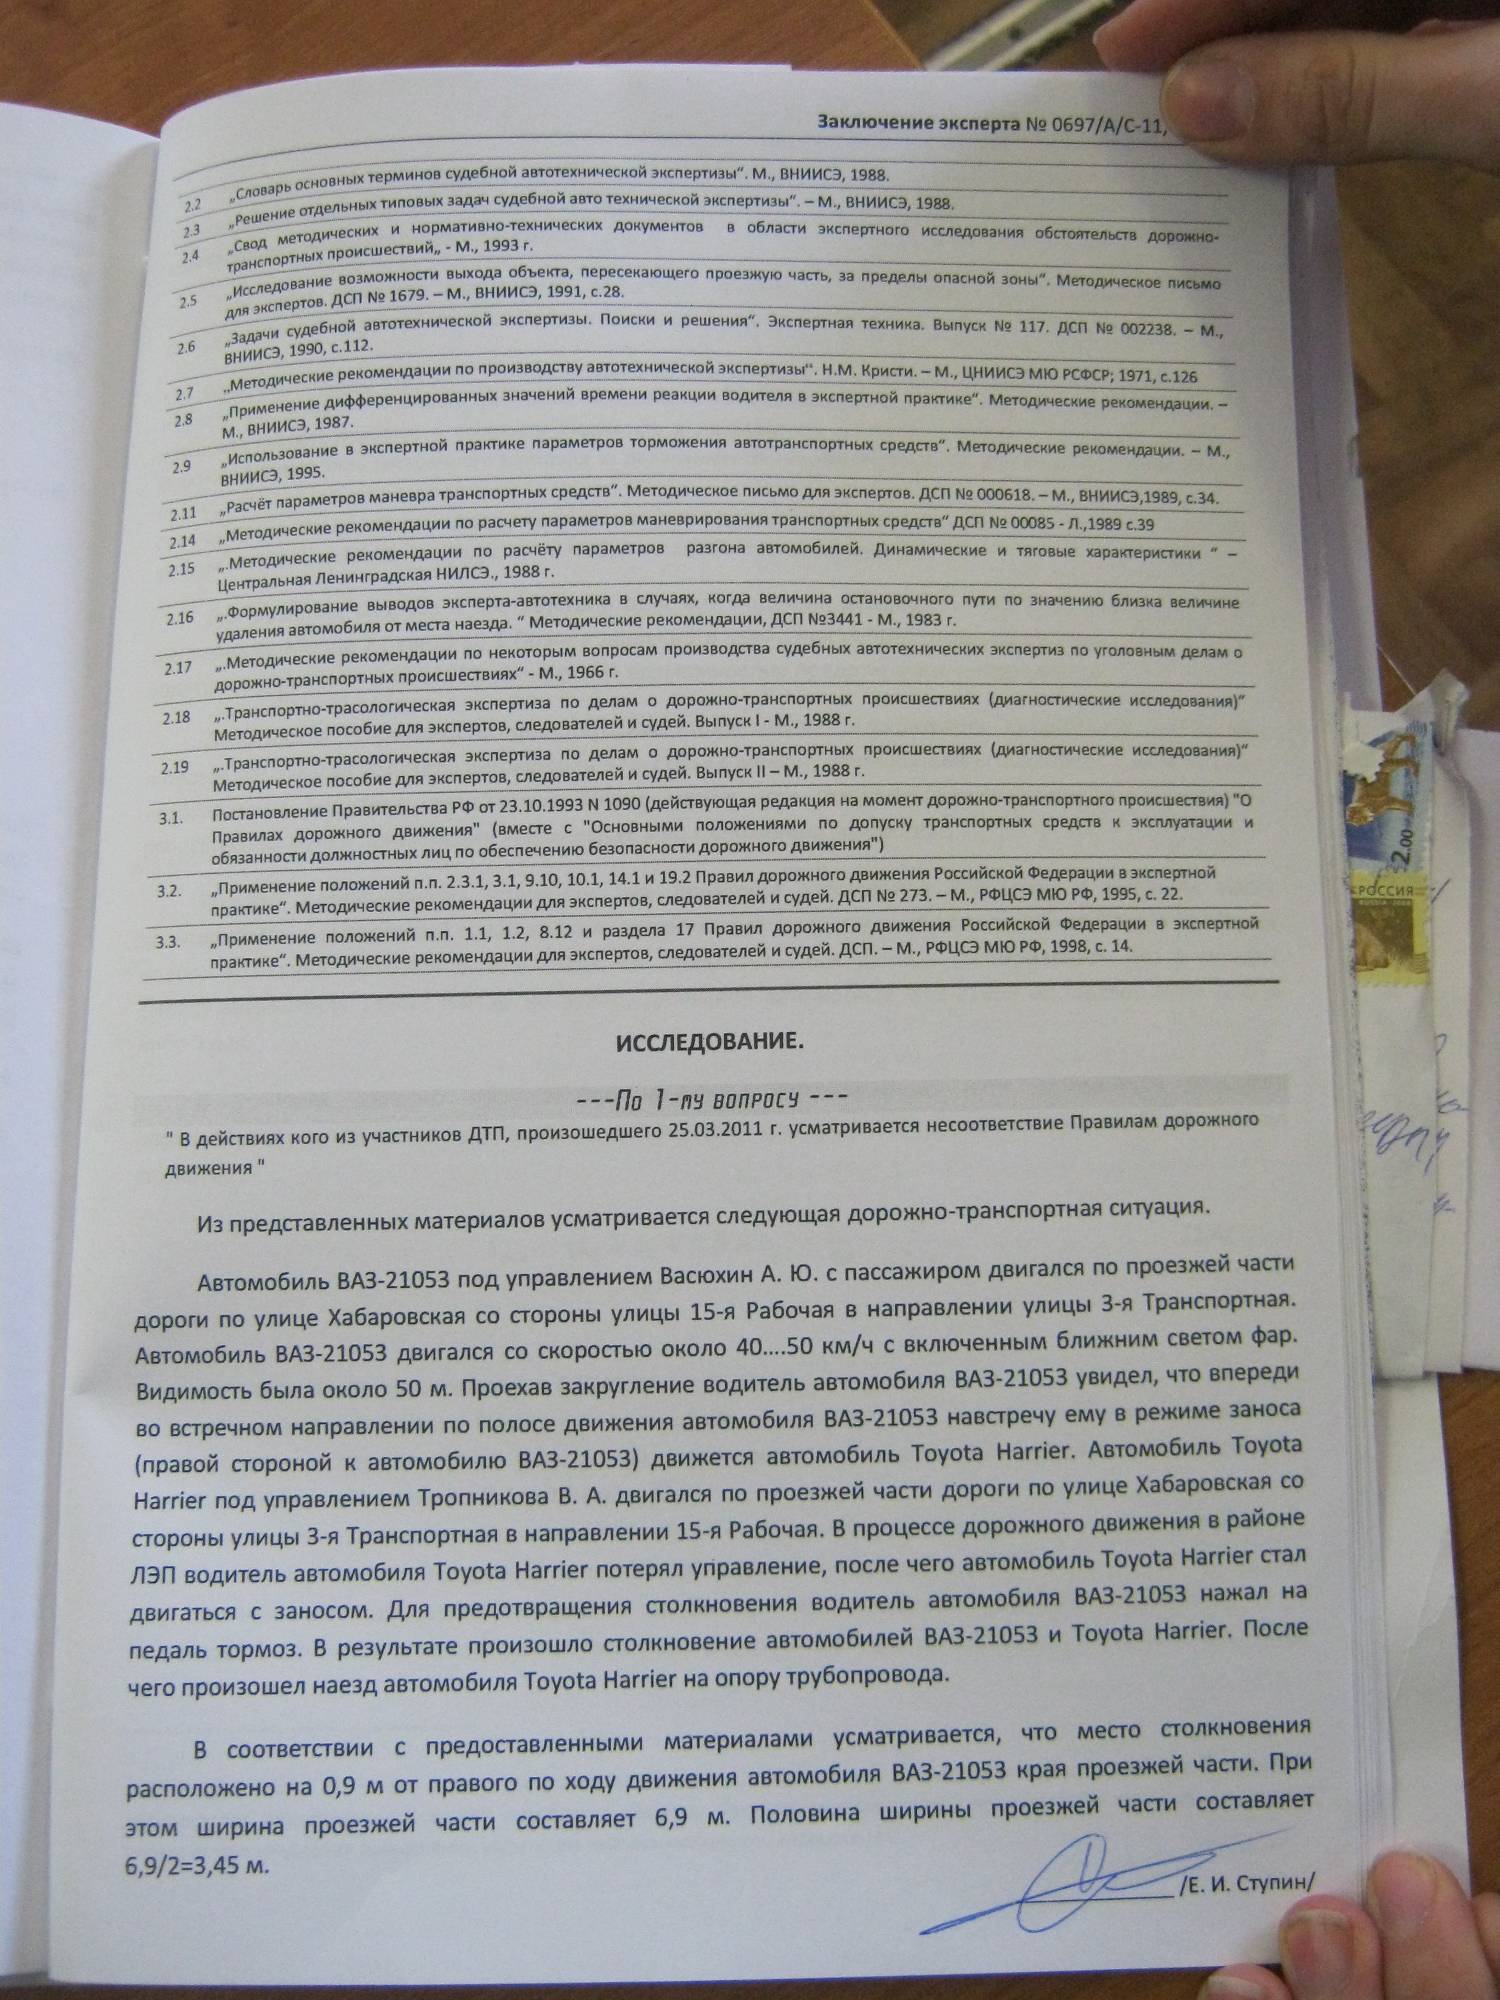 Заключение эксперта № 0697/А/С-11,
2.2 „Словарь основных терминов судебной автотехнической экспертизы“. М., ВНИИСЭ, 1988.
2.3 „Решение отдельных типовых задач судебной авто технической экспертизы“. – М., ВНИИСЭ, 1988.
2.4 „Свод методических и нормативно-технических документов в области экспертного исследования обстоятельств дорожно-
транспортных происшествий„ - М., 1993 г.
2.5 „Исследование возможности выхода объекта, пересекающего проезжую часть, за пределы опасной зоны“. Методическое письмо
для экспертов. ДСП № 1679. – М., ВНИИСЭ, 1991, с.28.
2.6 „Задачи судебной автотехнической экспертизы. Поиски и решения“. Экспертная техника. Выпуск № 117. ДСП № 002238. – М.,
ВНИИСЭ, 1990, с.112.
2.7 „Методические рекомендации по производству автотехнической экспертизы“. Н.М. Кристи. – М., ЦНИИСЭ МЮ РСФСР; 1971, с.126
2.8 „Применение дифференцированных значений времени реакции водителя в экспертной практике“. Методические рекомендации. –
М., ВНИИСЭ, 1987.
2.9 „Использование в экспертной практике параметров торможения автотранспортных средств“. Методические рекомендации. – М.,
ВНИИСЭ, 1995.
2.11 „Расчёт параметров маневра транспортных средств“. Методическое письмо для экспертов. ДСП № 000618. – М., ВНИИСЭ,1989, с.34.
2.14 „Методические рекомендации по расчету параметров маневрирования транспортных средств“ ДСП № 00085 - Л.,1989 с.39
2.15 „.Методические рекомендации по расчёту параметров разгона автомобилей. Динамические и тяговые характеристики “ –
Центральная Ленинградская НИЛСЭ., 1988 г.
2.16 „.Формулирование выводов эксперта-автотехника в случаях, когда величина остановочного пути по значению близка величине
удаления автомобиля от места наезда. “ Методические рекомендации, ДСП №3441 - М., 1983 г.
2.17 „.Методические рекомендации по некоторым вопросам производства судебных автотехнических экспертиз по уголовным делам о
дорожно-транспортных происшествиях“ - М., 1966 г.
2.18 „.Транспортно-трасологическая экспертиза по делам о дорожно-транспортных происшествиях (диагностические исследования)“
Методическое пособие для экспертов, следователей и судей. Выпуск I - М., 1988 г.
2.19 „.Транспортно-трасологическая экспертиза по делам о дорожно-транспортных происшествиях (диагностические исследования)“
Методическое пособие для экспертов, следователей и судей. Выпуск II – М., 1988 г.
3.1. Постановление Правительства РФ от 23.10.1993 N 1090 (действующая редакция на момент дорожно-транспортного происшествия) "О
Правилах дорожного движения" (вместе с "Основными положениями по допуску транспортных средств к эксплуатации и
обязанности должностных лиц по обеспечению безопасности дорожного движения")
3.2. „Применение положений п.п. 2.3.1, 3.1, 9.10, 10.1, 14.1 и 19.2 Правил дорожного движения Российской Федерации в экспертной
практике“. Методические рекомендации для экспертов, следователей и судей. ДСП № 273. – М., РФЦСЭ МЮ РФ, 1995, с. 22.
3.3. „Применение положений п.п. 1.1, 1.2, 8.12 и раздела 17 Правил дорожного движения Российской Федерации в экспертной
практике“. Методические рекомендации для экспертов, следователей и судей. ДСП. – М., РФЦСЭ МЮ РФ, 1998, с. 14.
ИССЛЕДОВАНИЕ.
---По 1-му вопросу ---
" В действиях кого из участников ДТП, произошедшего 25.03.2011 г. усматривается несоответствие Правилам дорожного
движения "
Из представленных материалов усматривается следующая дорожно-транспортная ситуация.
Автомобиль ВАЗ-21053 под управлением Васюхин А. Ю. с пассажиром двигался по проезжей части
дороги по улице Хабаровская со стороны улицы 15-я Рабочая в направлении улицы 3-я Транспортная.
Автомобиль ВАЗ-21053 двигался со скоростью около 40....50 км/ч с включенным ближним светом фар.
Видимость была около 50 м. Проехав закругление водитель автомобиля ВАЗ-21053 увидел, что впереди
во встречном направлении по полосе движения автомобиля ВАЗ-21053 навстречу ему в режиме заноса
(правой стороной к автомобилю ВАЗ-21053) движется автомобиль Toyota Harrier. Автомобиль Toyota
Harrier под управлением Тропникова В. А. двигался по проезжей части дороги по улице Хабаровская со
стороны улицы 3-я Транспортная в направлении 15-я Рабочая. В процессе дорожного движения в районе
ЛЭП водитель автомобиля Toyota Harrier потерял управление, после чего автомобиль Toyota Harrier стал
двигаться с заносом. Для предотвращения столкновения водитель автомобиля ВАЗ-21053 нажал на
педаль тормоз. В результате произошло столкновение автомобилей ВАЗ-21053 и Toyota Harrier. После
чего произошел наезд автомобиля Toyota Harrier на опору трубопровода.
В соответствии с предоставленными материалами усматривается, что место столкновения
расположено на 0,9 м от правого по ходу движения автомобиля ВАЗ-21053 края проезжей части. При
этом ширина проезжей части составляет 6,9 м. Половина ширины проезжей части составляет
6,9/2=3,45 м.
/Е. И. Ступин/
2.00
РОССИЯ